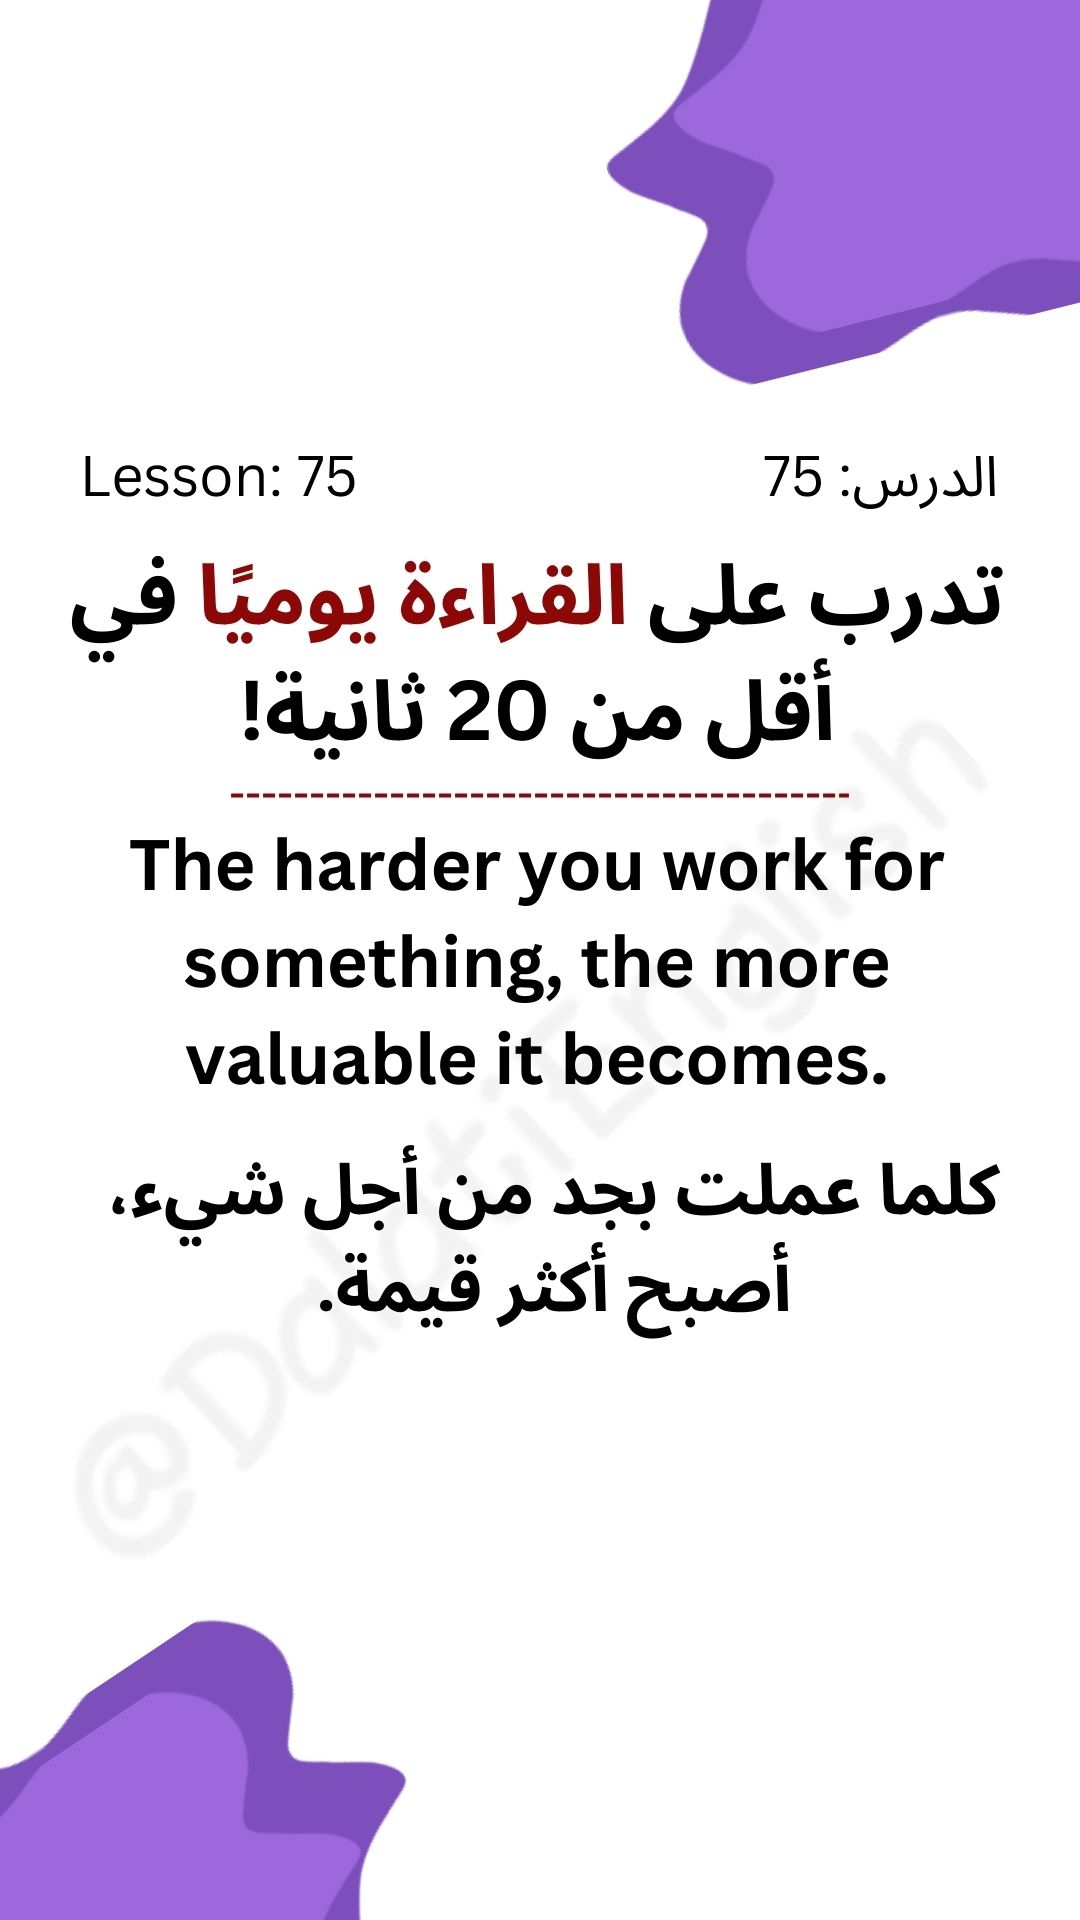 Lesson: 75
الدرس: 75
تدرب على القراءة يوميًا في
أقل من 20 ثانية!
---------------------------------------
The harder you work for
something, the more
valuable it becomes.
كلما عملت بجد من أجل شيء،
أصبح أكثر قيمة.
@DalatiEnglish